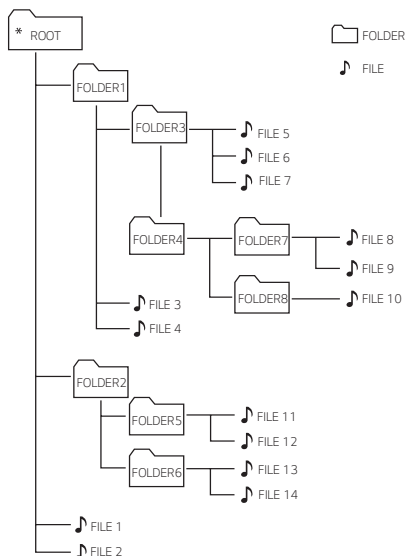 * ROOT
FOLDER
FILE
FOLDER1
FOLDER3
FILE 5
FILE 6
FILE 7
FOLDER4
FOLDER7
FILE 8
FILE 9
FOLDER8
FILE 10
FILE 3
FILE 4
FOLDER2
FOLDER5
FILE 11
FILE 12
FOLDER6
FILE 13
FILE 14
FILE 1
FILE 2